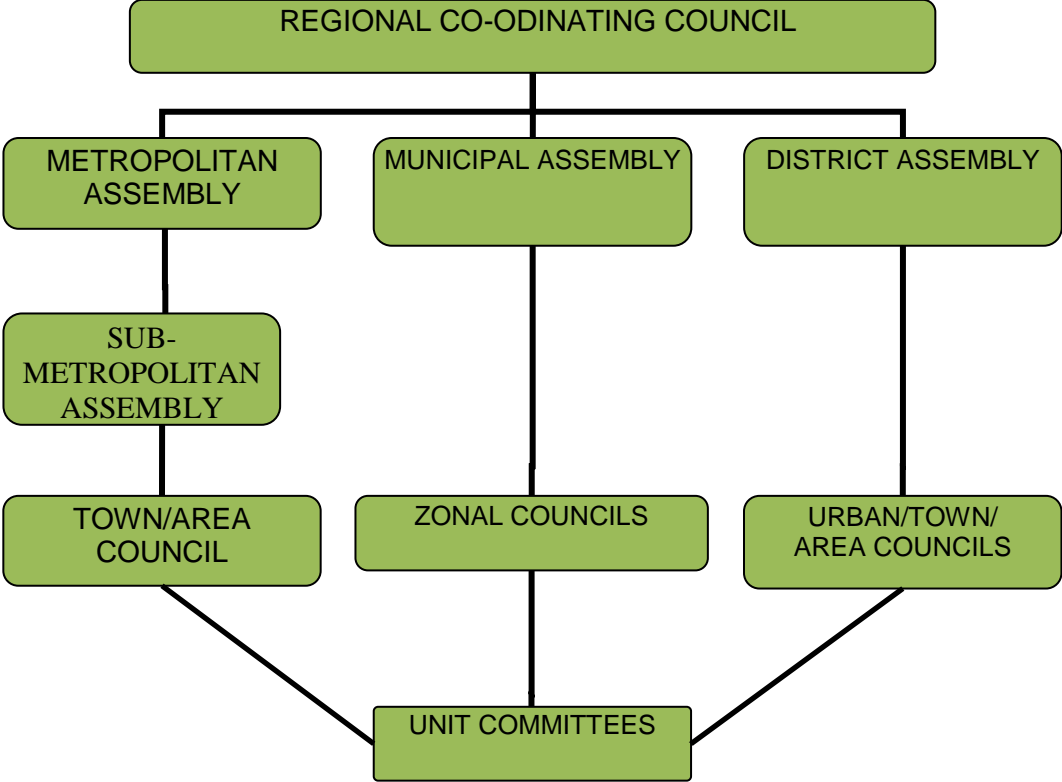 REGIONAL CO-ODINATING COUNCIL
METROPOLITAN
ASSEMBLY
MUNICIPAL ASSEMBLY
DISTRICT ASSEMBLY
SUB-
METROPOLITAN
ASSEMBLY
TOWN/AREA
COUNCIL
ZONAL COUNCILS
URBAN/TOWN/
AREA COUNCILS
UNIT COMMITTEES